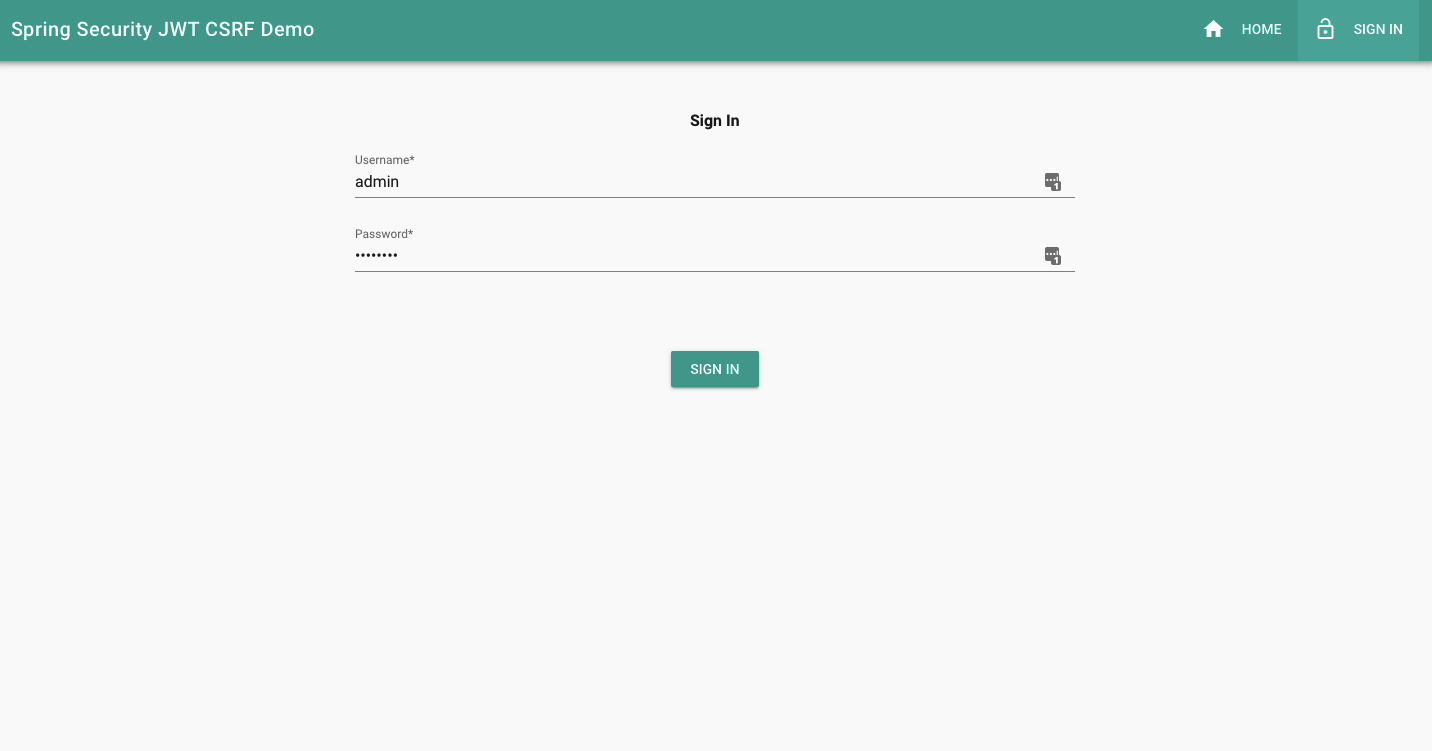 Spring Security JWT CSRF Demo
HOME
SIGN IN
Sign In
Username*
admin
Password*
••••••••
SIGN IN